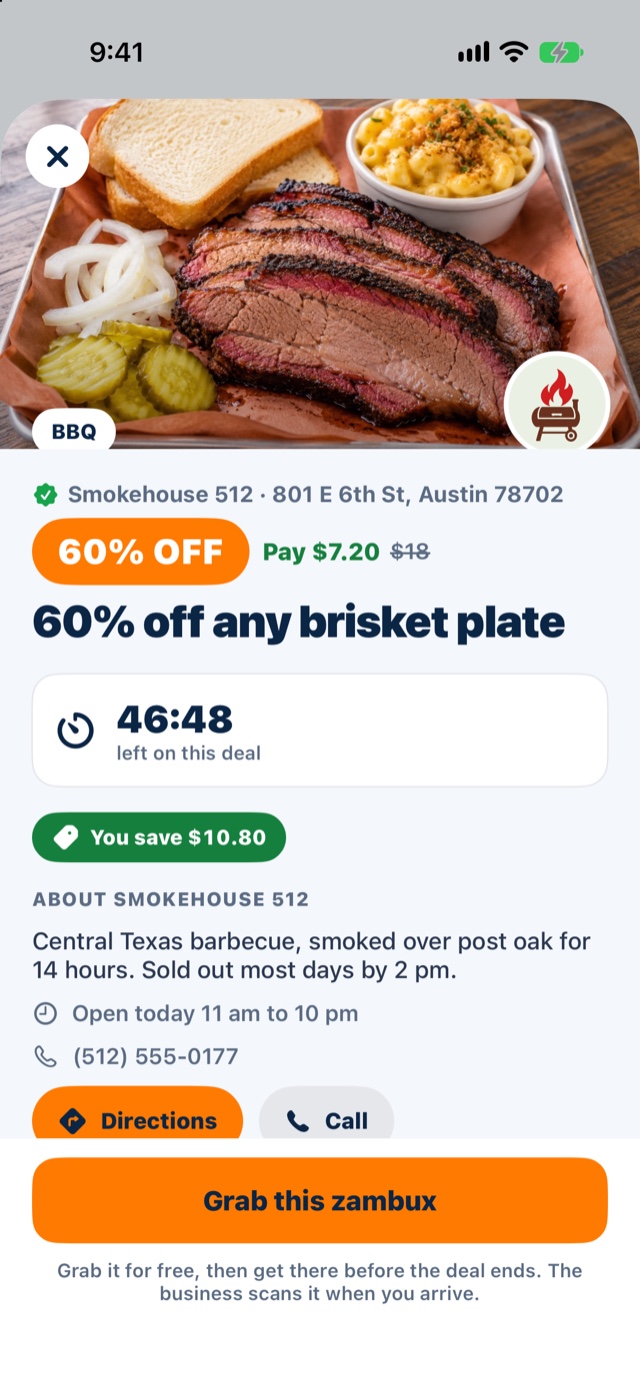 9:41
BBQ
Smokehouse 512 · 801 E 6th St, Austin 78702
60% OFF Pay $7.20 $18
60% off any brisket plate
46:48
left on this deal
You save $10.80
ABOUT SMOKEHOUSE 512
Central Texas barbecue, smoked over post oak for
14 hours. Sold out most days by 2 pm.
Open today 11 am to 10 pm
(512) 555-0177
Directions Call
Grab this zambux
Grab it for free, then get there before the deal ends. The
business scans it when you arrive.